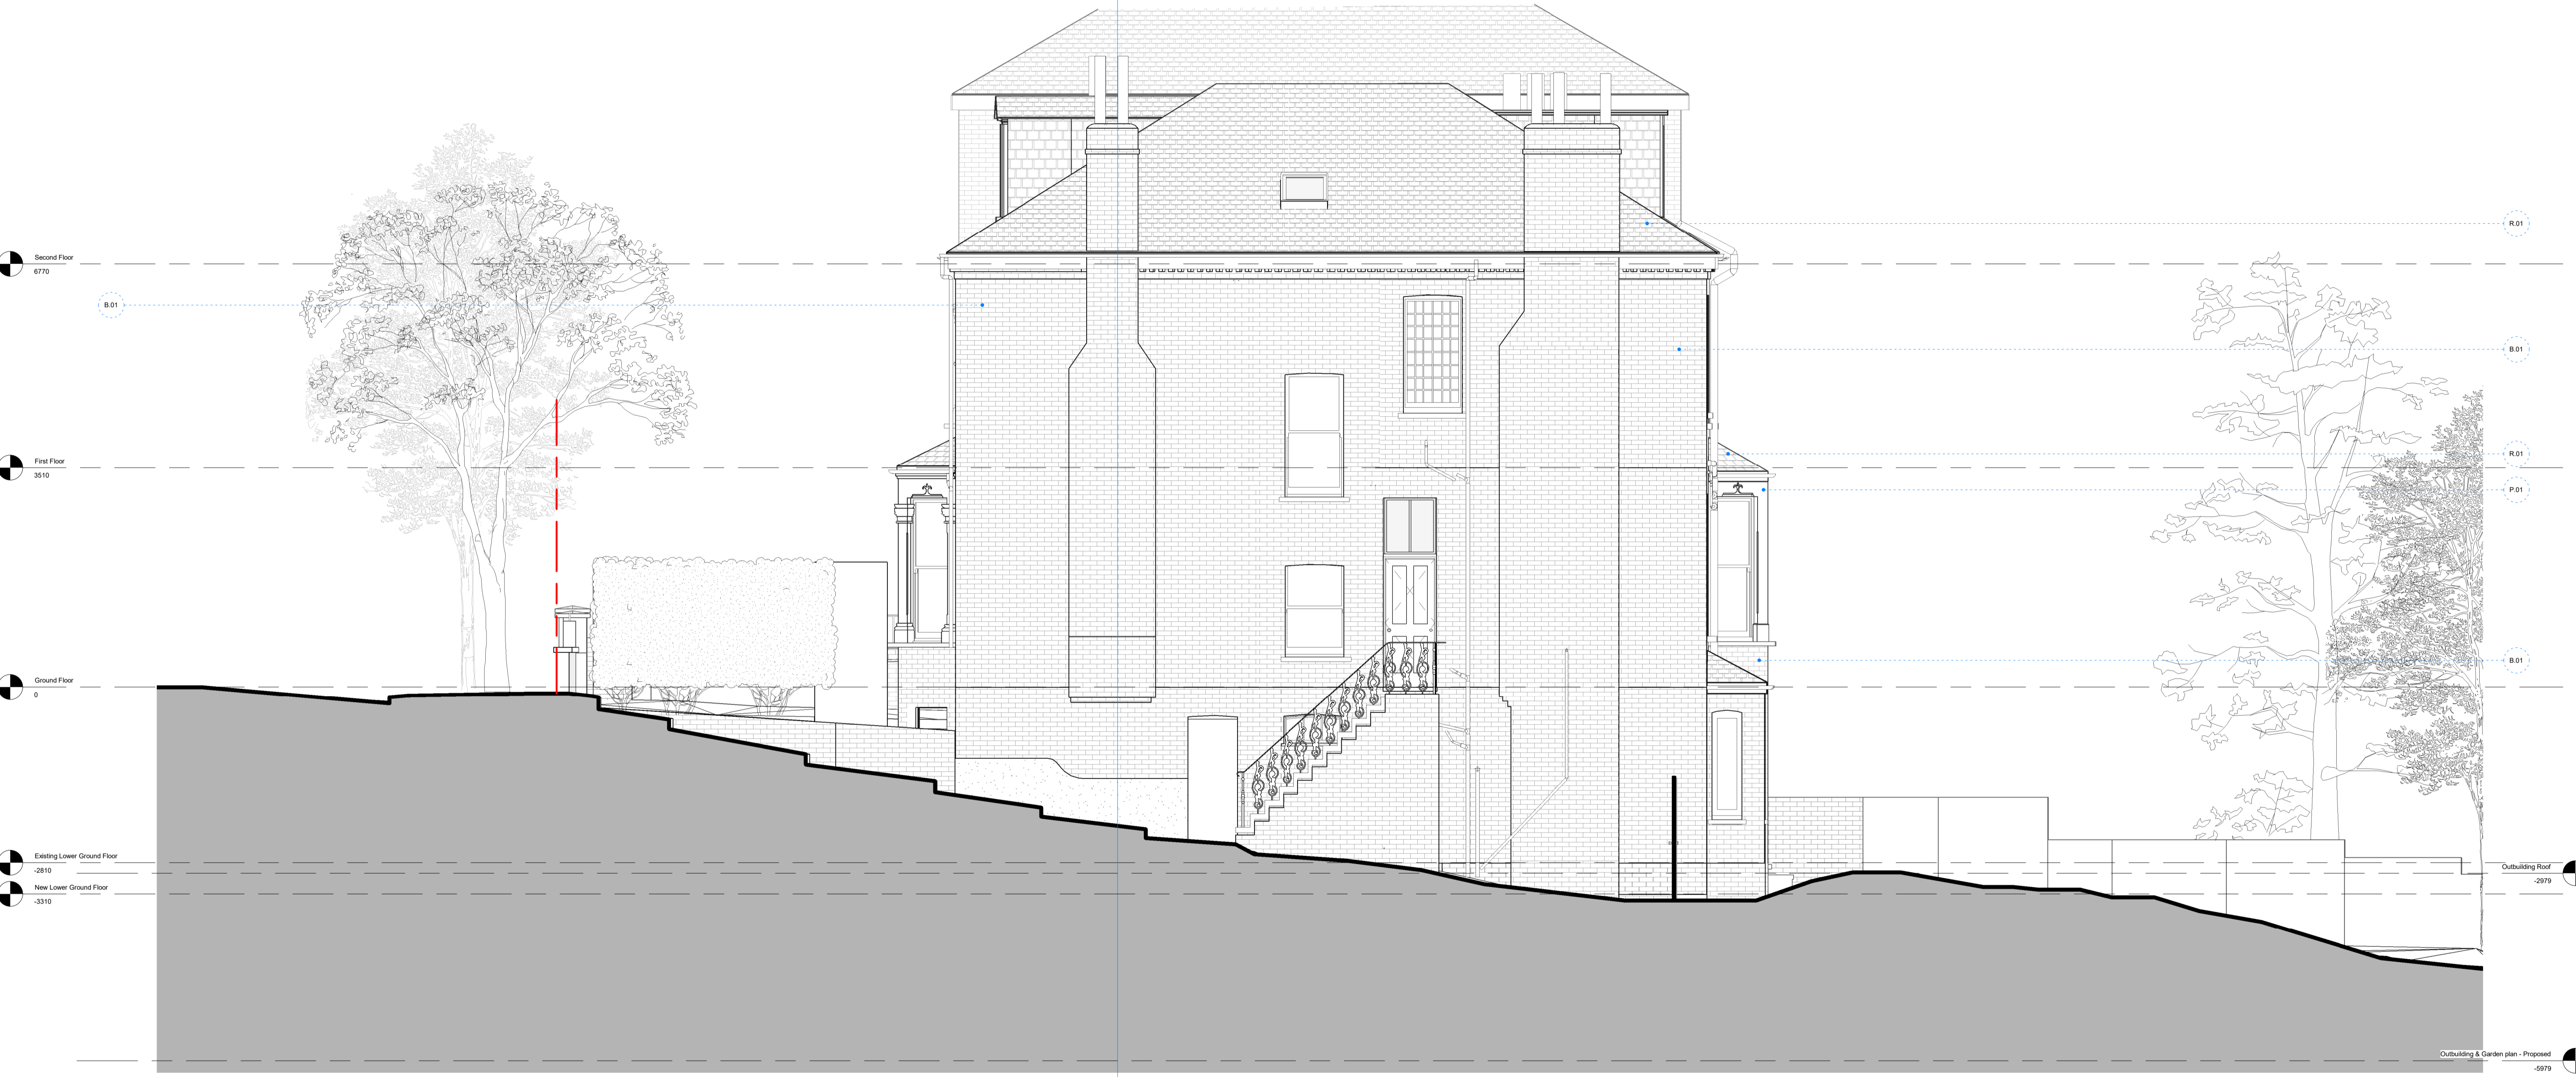 R.01
Second Floor
6770
B.01
B.01
R.01
First Floor
3510
P.01
B.01
Ground Floor
0
Existing Lower Ground Floor
-2810
Outbuilding Roof
-2979
New Lower Ground Floor
-3310
Outbuilding & Garden plan - Proposed
-5979